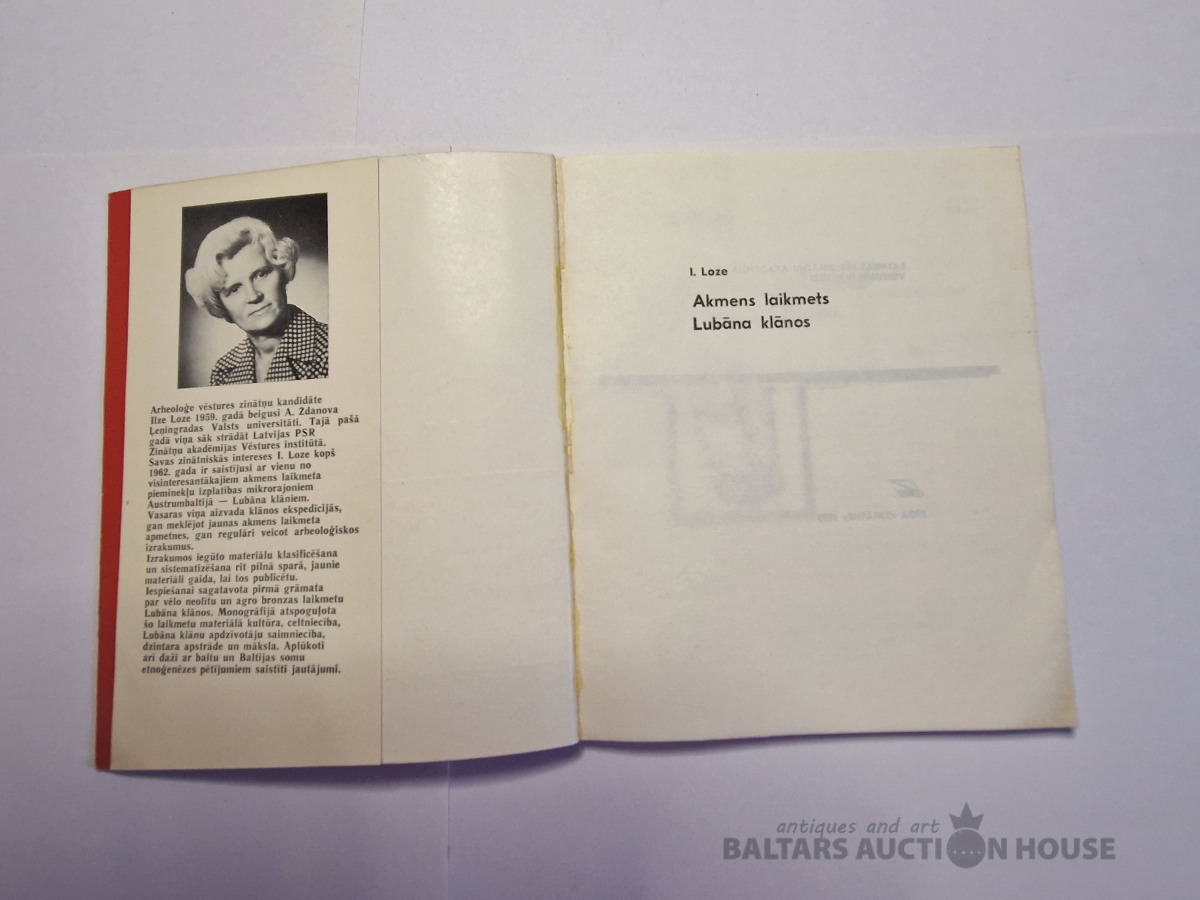 Arheoloģe vēstures zinātņu kandidāte
Ilze Loze 1959. gadā beigusi A. Ždanova
Ļeņingradas Valsts universitāti. Tajā pašā
gadā viņa sāk strādāt Latvijas PSR
Zinātņu akadēmijas Vēstures institūtā.
Savas zinātniskās intereses I. Loze kopš
1962. gada ir saistījusi ar vienu no
visinteresantākajiem akmens laikmeta
pieminekļu izplatības mikrorajoniem
Austrumbaltijā — Lubāna klāniem.
Vasaras viņa aizvada klānos ekspedīcijās,
gan meklējot jaunas akmens laikmeta
apmetnes, gan regulāri veicot arheoloģiskos
izrakumus.
Izrakumos iegūto materiālu klasificēšana
un sistematizēšana rit pilnā sparā, jaunie
materiāli gaida, lai tos publicētu.
Iespiešanai sagatavota pirmā grāmata
par vēlo neolītu un agro bronzas laikmetu
Lubāna klānos. Monogrāfijā atspoguļota
šo laikmetu materiālā kultūra, celtniecība,
Lubāna klānu apdzīvotāju saimniecība,
dzintara apstrāde un māksla. Aplūkoti
arī daži ar baltu un Baltijas somu
etnoģenēzes pētījumiem saistīti jautājumi.
I. Loze
Akmens laikmets
Lubāna klānos
antiques and art
BALTARS AUCTION HOUSE